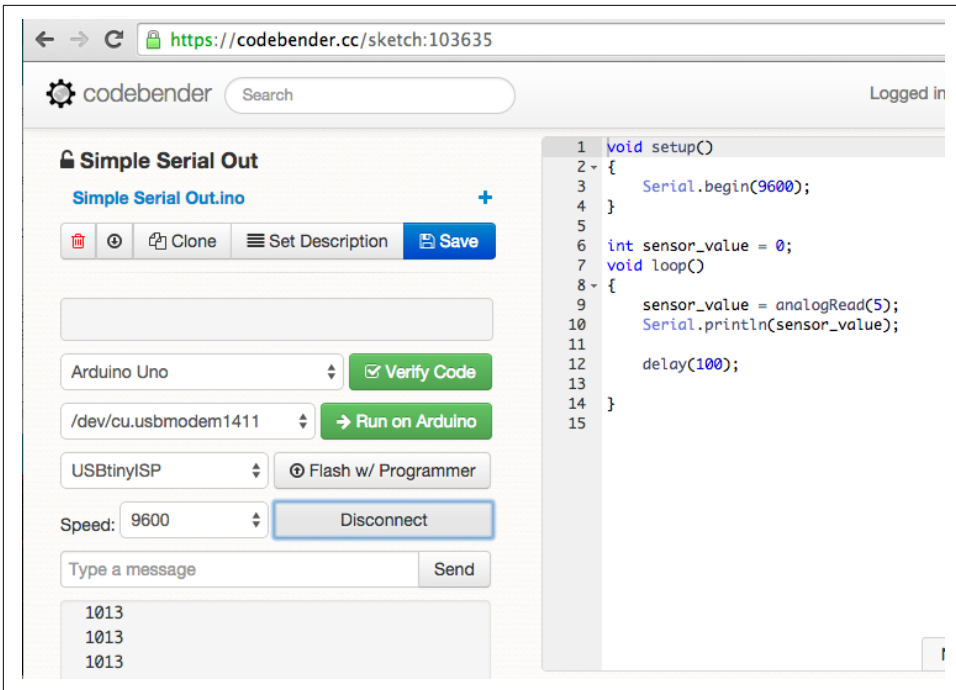 https://codebender.cc/sketch:103635
codebender Search Logged in
Simple Serial Out
Simple Serial Out.ino
Clone Set Description Save
Arduino Uno Verify Code
/dev/cu.usbmodem1411 Run on Arduino
USBtinyISP Flash w/ Programmer
Speed: 9600 Disconnect
Type a message Send
1013
1013
1013
1 void setup()
2 {
3 Serial.begin(9600);
4 }
5
6 int sensor_value = 0;
7 void loop()
8 {
9 sensor_value = analogRead(5);
10 Serial.println(sensor_value);
11
12 delay(100);
13
14 }
15